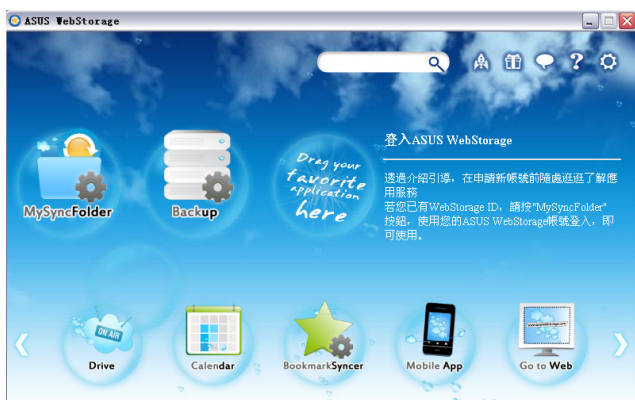 ASUS WebStorage
MySyncFolder
Backup
Drag your
favorite
application
here
登入ASUS WebStorage
透過介紹引導，在申請新帳號前隨處逛逛了解應
用服務
若您已有WebStorage ID，請按"MySyncFolder"
按鈕，使用您的ASUS WebStorage帳號登入，即
可使用。
ON AIR
Drive
Calendar
BookmarkSyncer
Mobile App
Go to Web